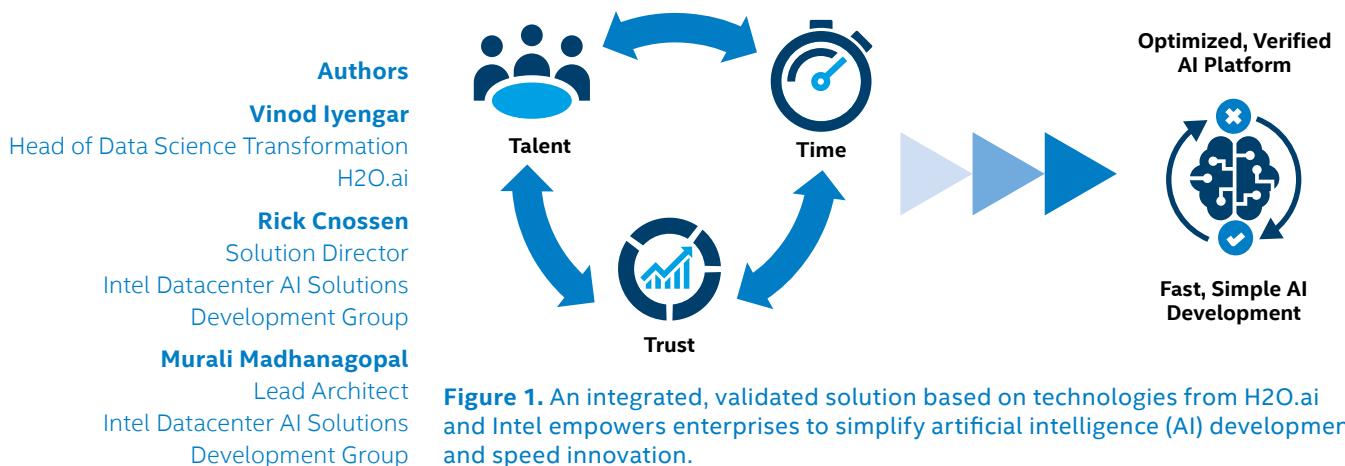 Authors
Vinod Iyengar
Head of Data Science Transformation
H2O.ai
Rick Cnossen
Solution Director
Intel Datacenter AI Solutions
Development Group
Murali Madhanagopal
Lead Architect
Intel Datacenter AI Solutions
Development Group
Talent
Time
Trust
Optimized, Verified
AI Platform
Fast, Simple AI
Development
Figure 1. An integrated, validated solution based on technologies from H2O.ai
and Intel empowers enterprises to simplify artificial intelligence (AI) developmen
and speed innovation.